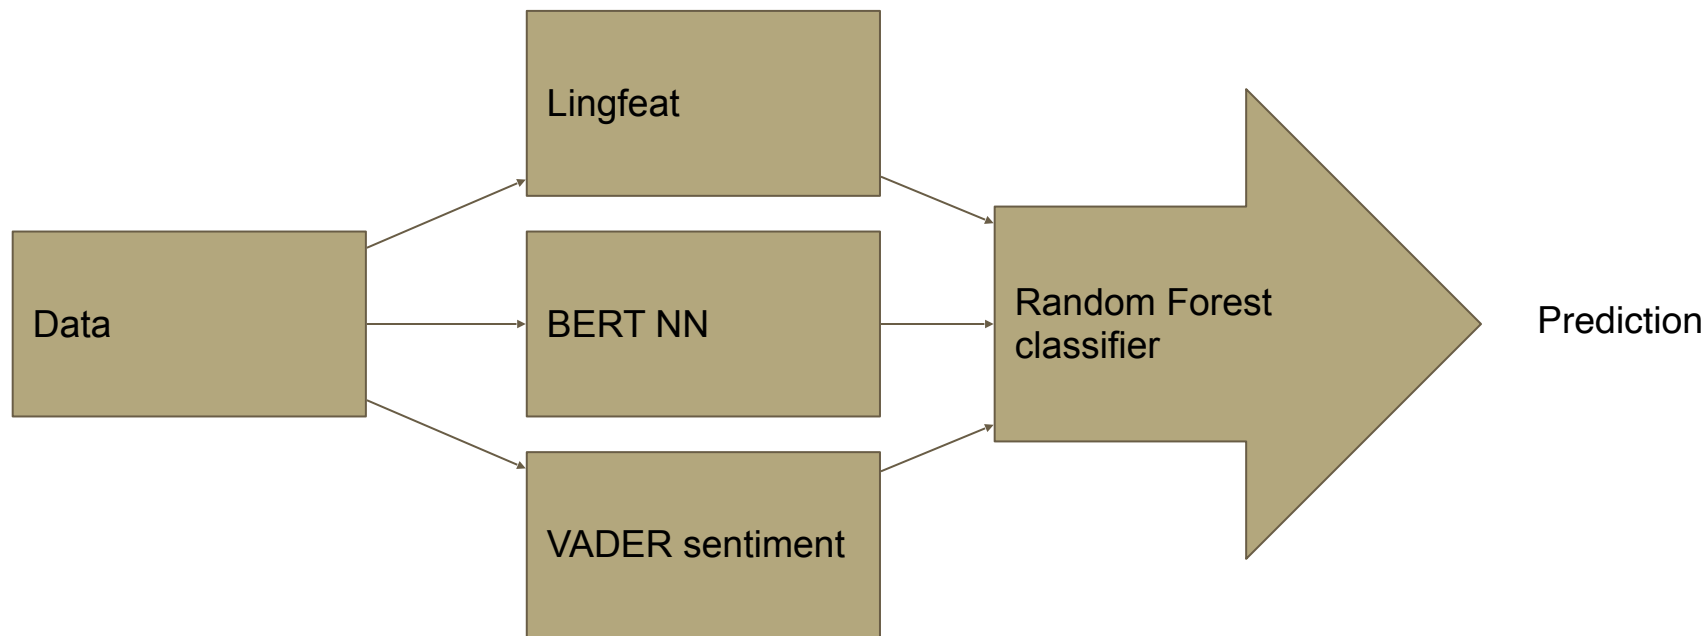 Lingfeat
Data
BERT NN
VADER sentiment
Random Forest
classifier
Prediction